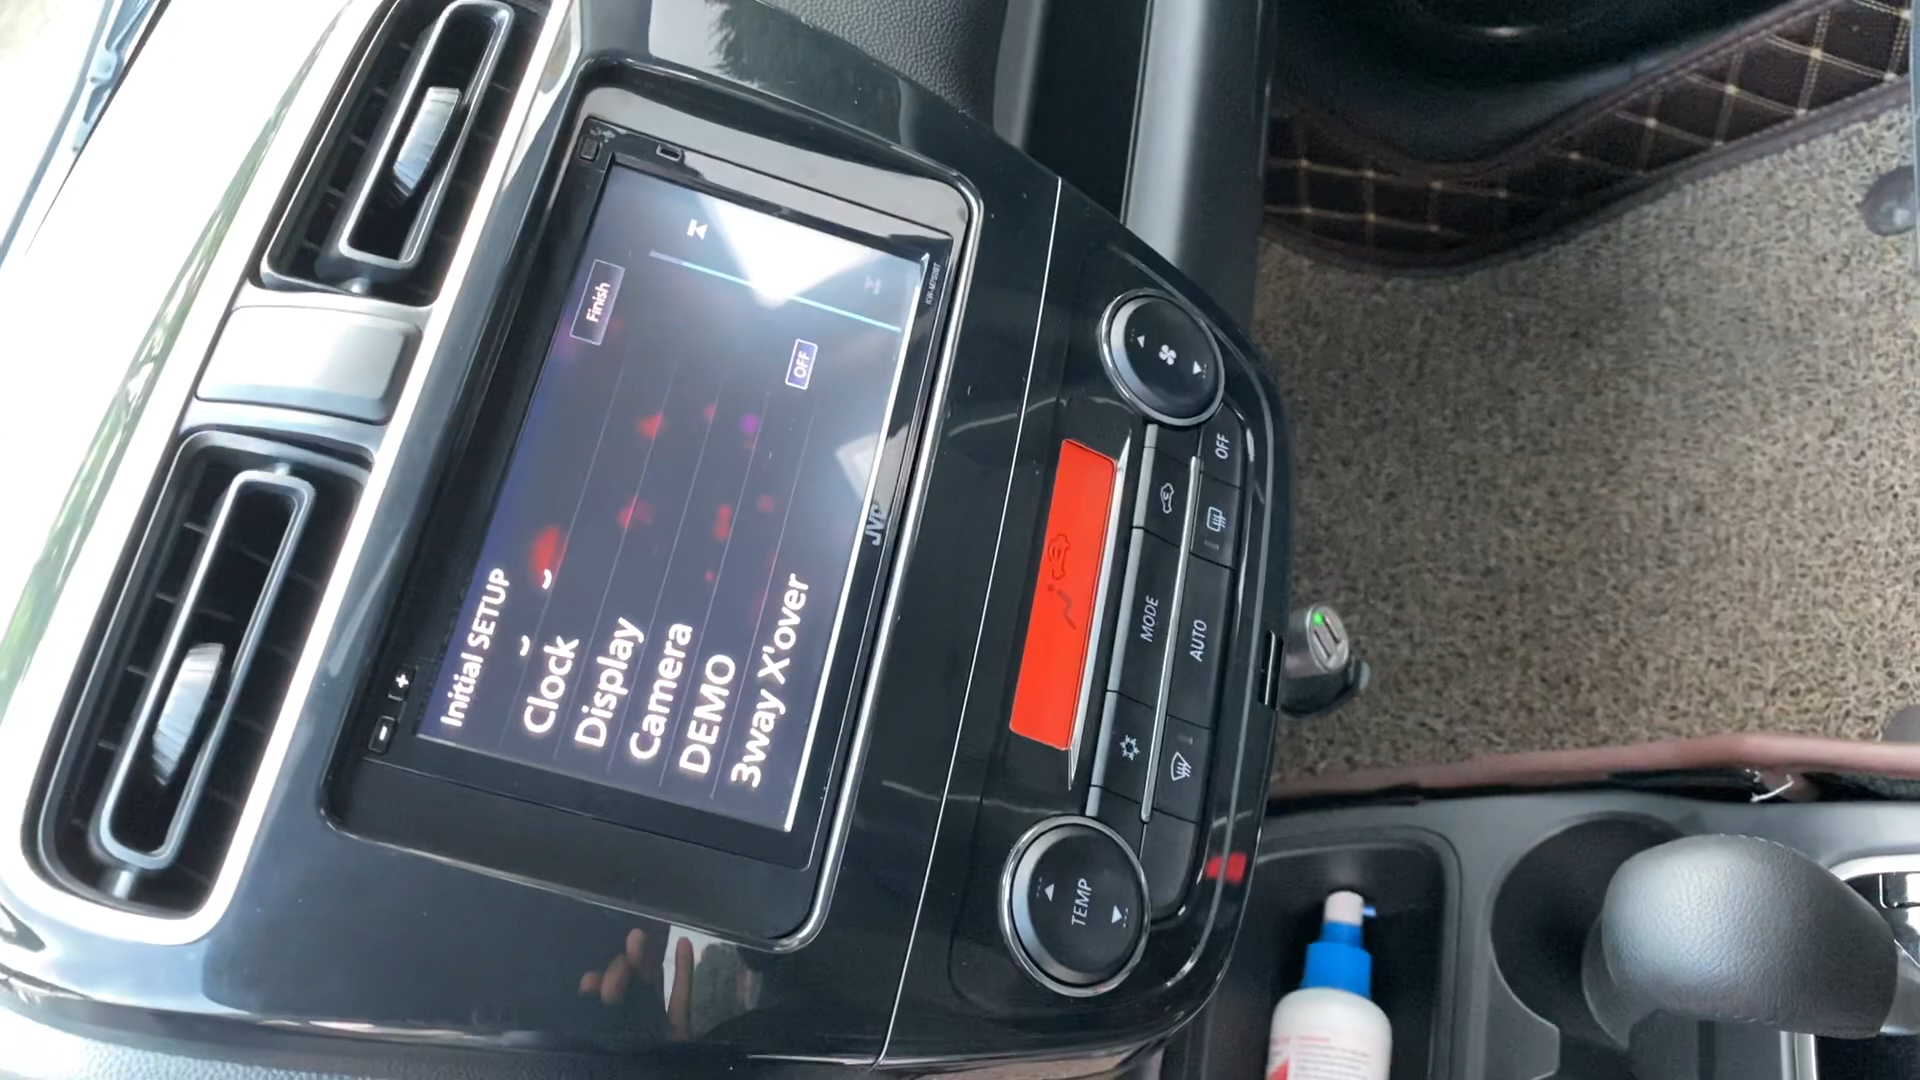 Initial SETUP
Finish
Clock
Display
Camera
DEMO
3way X'over
OFF
JVC
MODE
OFF
AUTO
TEMP